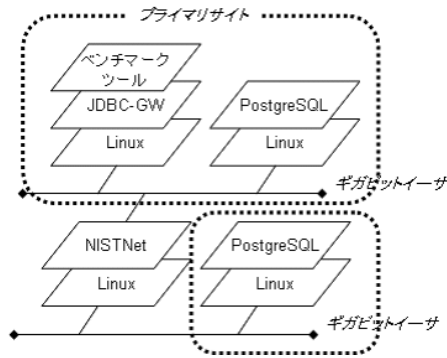 プライマリサイト
ベンチマーク
ツール
JDBC-GW
Linux
PostgreSQL
Linux
ギガビットイーサ
NISTNet
Linux
PostgreSQL
Linux
ギガビットイーサ